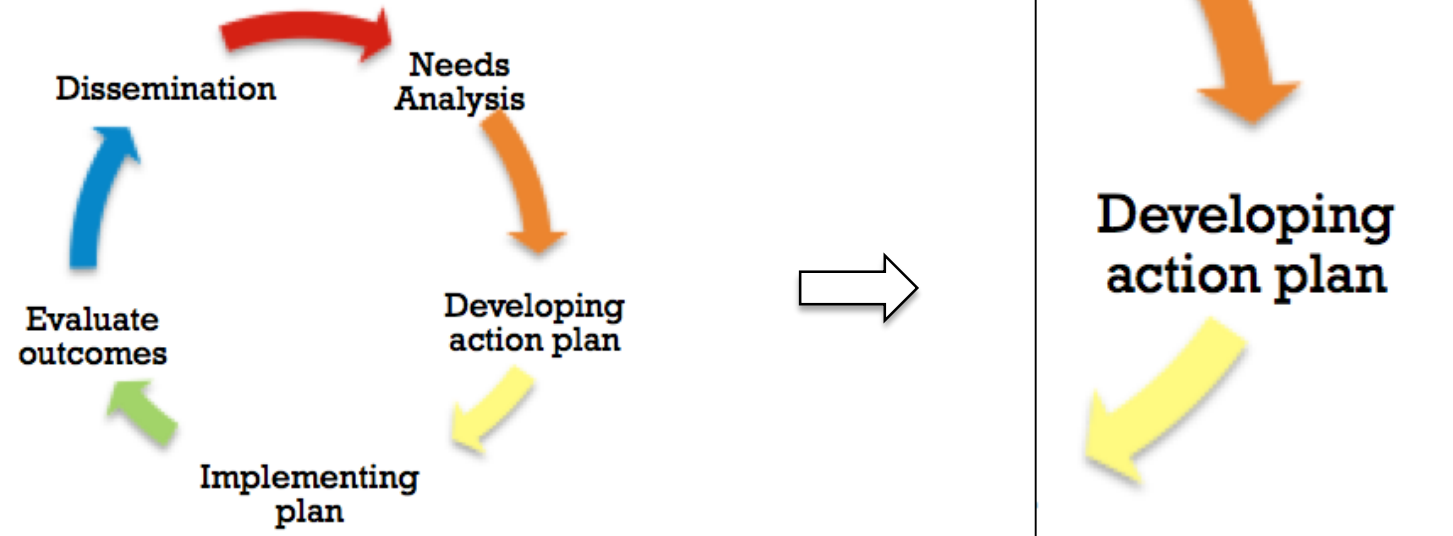 Dissemination
Needs
Analysis
Developing
action plan
Implementing
plan
Evaluate
outcomes
Developing
action plan